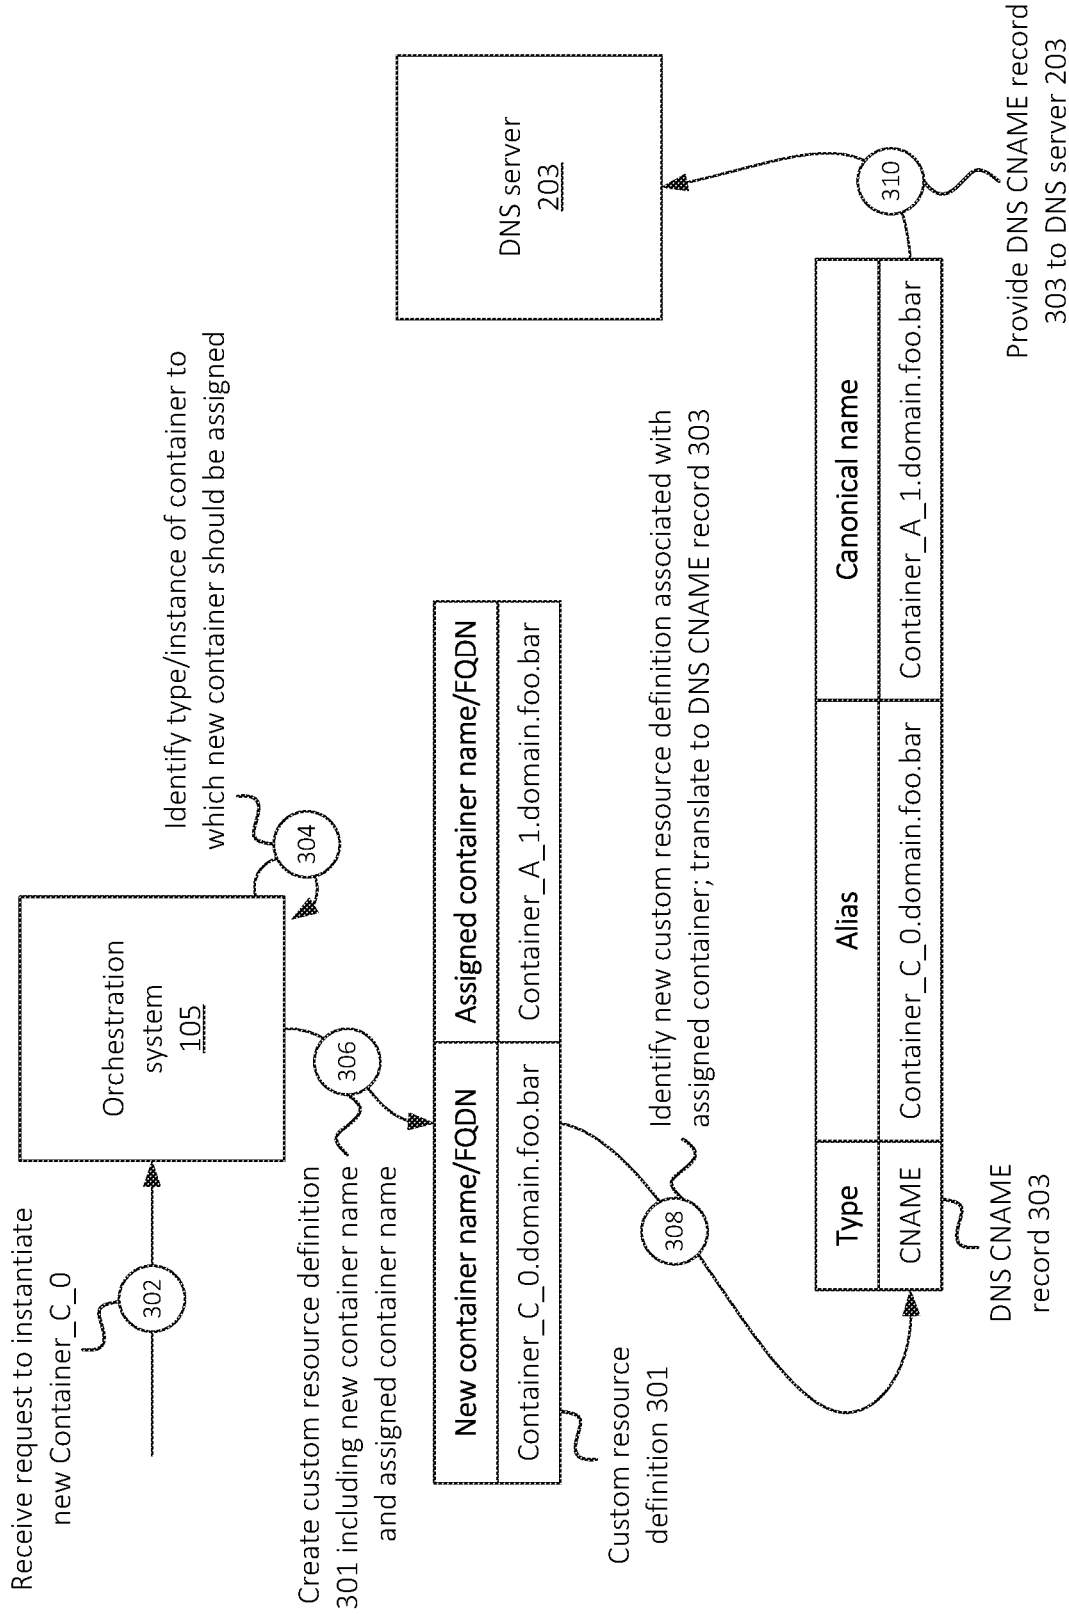 Receive request to instantiate
new Container_C_0
302
Orchestration
system
105
304
Identify type/instance of container to
which new container should be assigned
306
Create custom resource definition
301 including new container name
and assigned container name
New container name/FQDN
Assigned container name/FQDN
Container_C_0.domain.foo.bar
Container_A_1.domain.foo.bar
Custom resource
definition 301
308
Identify new custom resource definition associated with
assigned container; translate to DNS CNAME record 303
DNS server
203
Type
Alias
Canonical name
CNAME
Container_C_0.domain.foo.bar
Container_A_1.domain.foo.bar
DNS CNAME
record 303
310
Provide DNS CNAME record
303 to DNS server 203